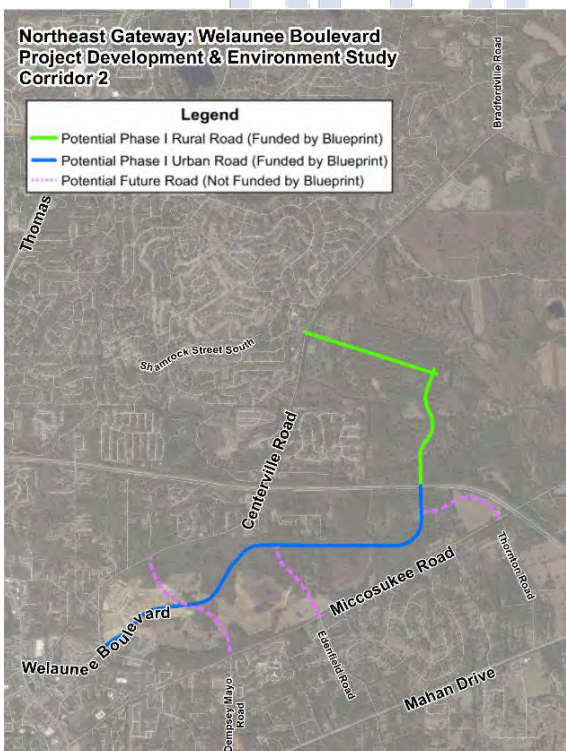 Northeast Gateway: Welaunee Boulevard
Project Development & Environment Study
Corridor 2
Legend
Potential Phase I Rural Road (Funded by Blueprint)
Potential Phase I Urban Road (Funded by Blueprint)
Potential Future Road (Not Funded by Blueprint)
Bradfordville Road
Thomas
Shamrock Street South
Centerville Road
Thornton Road
Miccosukee Road
Welaunee Boulevard
Edenfield Road
Dempsey Mayo
Road
Mahan Drive